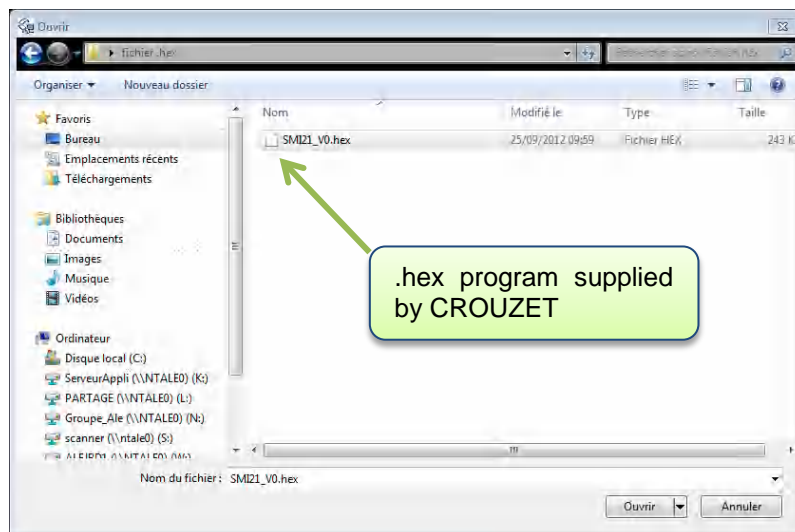 Ouvrir
fichier .hex
Organiser Nouveau dossier
Nom Modifié le Type Taille
Favoris
SMI21_V0.hex 25/09/2012 09:59 Fichier HEX 243 K
Bureau
Emplacements récents
Téléchargements
Bibliothèques
Documents
Images
Musique
Vidéos
.hex program supplied
by CROUZET
Ordinateur
Disque local (C:)
ServeurAppli (\\NTALE0) (K:)
PARTAGE (\\NTALE0) (L:)
Groupe_Ale (\\NTALE0) (N:)
scanner (\\ntale0) (S:)
Nom du fichier : SMI21_V0.hex
Ouvrir Annuler